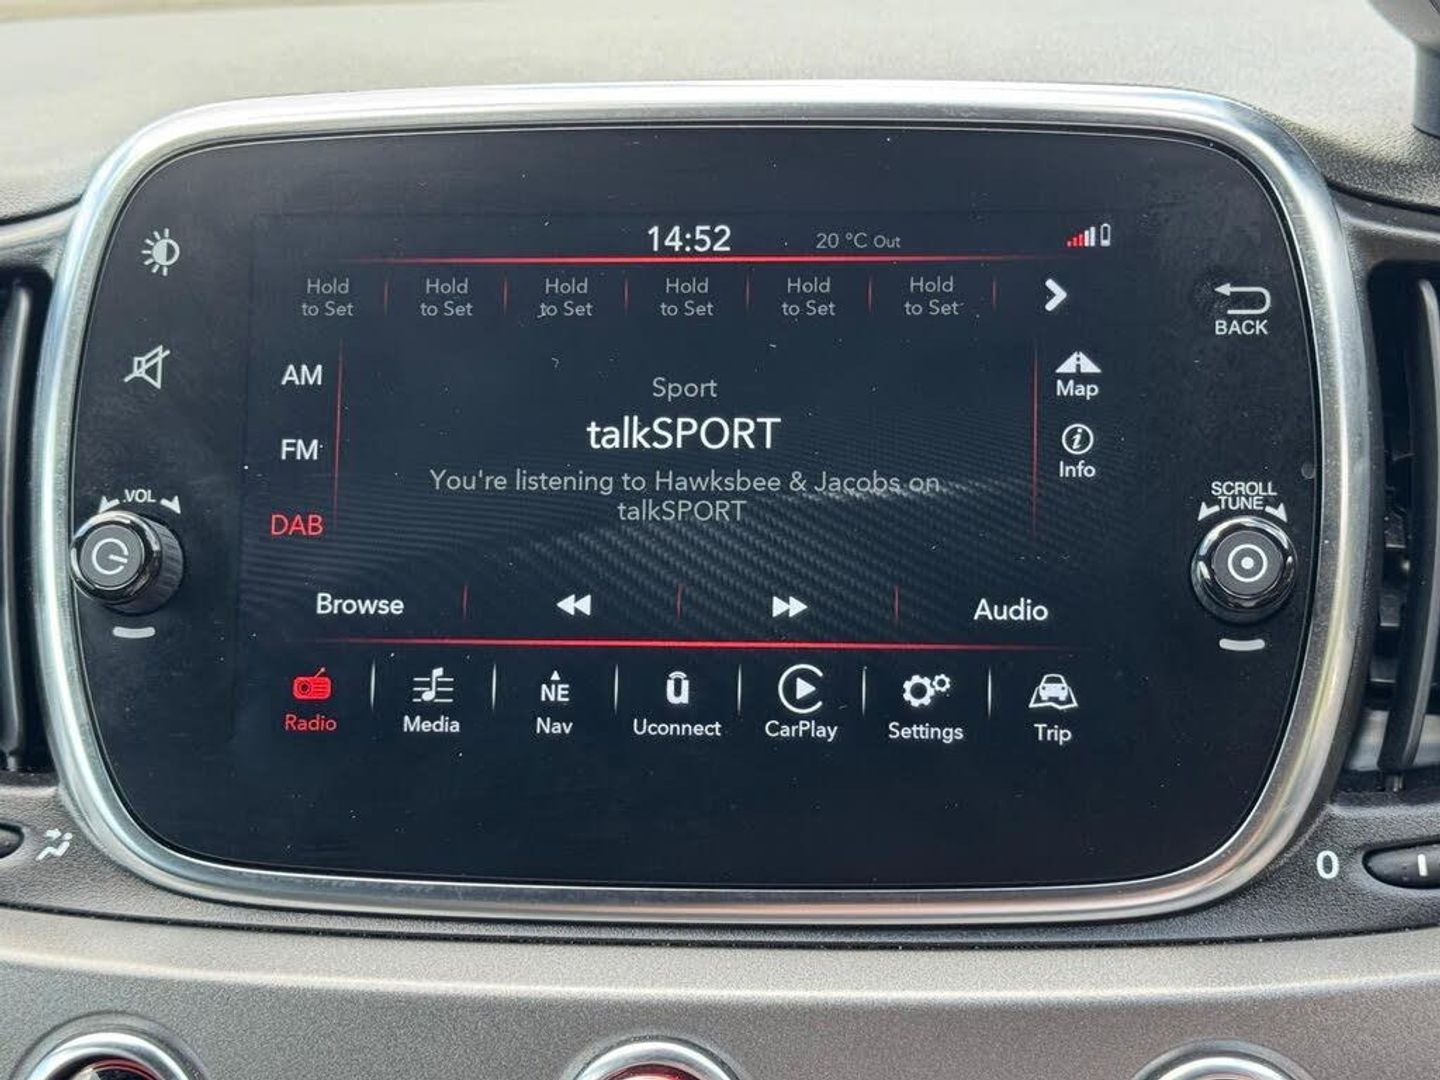 14:52 20 °C Out
Hold Hold Hold Hold Hold Hold
to Set to Set to Set to Set to Set to Set
BACK
AM
Sport
Map
talkSPORT
FM
Info
You're listening to Hawksbee & Jacobs on
talkSPORT
DAB
VOL
SCROLL
TUNE
Browse Audio
NE
Radio Media Nav Uconnect CarPlay Settings Trip
0 I